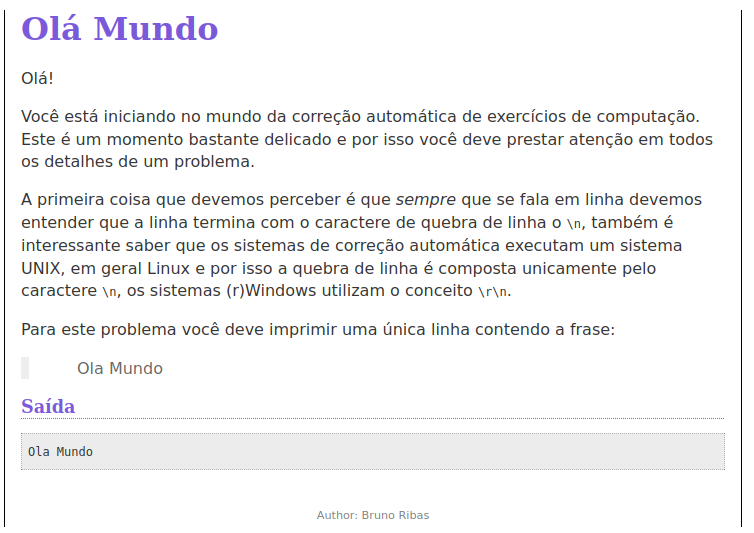 Olá Mundo
Olá!
Você está iniciando no mundo da correção automática de exercícios de computação.
Este é um momento bastante delicado e por isso você deve prestar atenção em todos
os detalhes de um problema.
A primeira coisa que devemos perceber é que sempre que se fala em linha devemos
entender que a linha termina com o caractere de quebra de linha o \n, também é
interessante saber que os sistemas de correção automática executam um sistema
UNIX, em geral Linux e por isso a quebra de linha é composta unicamente pelo
caractere \n, os sistemas (r)Windows utilizam o conceito \r\n.
Para este problema você deve imprimir uma única linha contendo a frase:
Ola Mundo
Saída
Ola Mundo
Author: Bruno Ribas